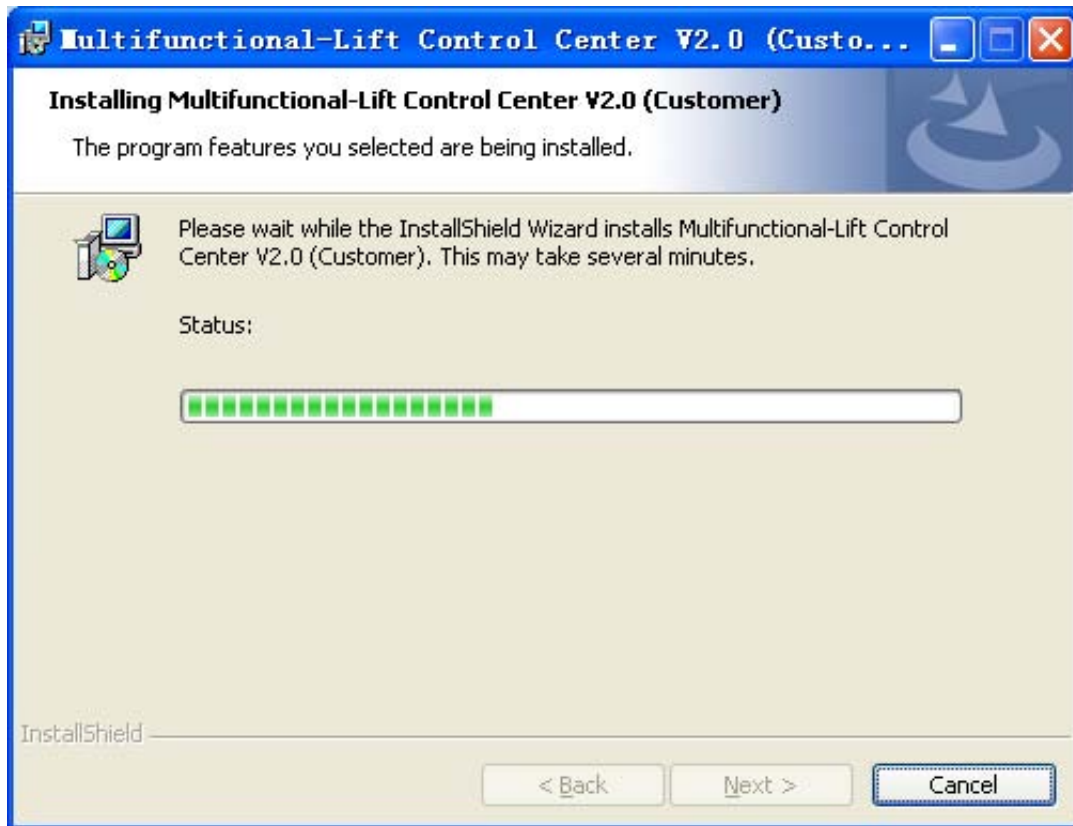 Multifunctional-Lift Control Center V2.0 (Custo...
Installing Multifunctional-Lift Control Center V2.0 (Customer)
The program features you selected are being installed.
Please wait while the InstallShield Wizard installs Multifunctional-Lift Control
Center V2.0 (Customer). This may take several minutes.
Status:
InstallShield
< Back
Next >
Cancel